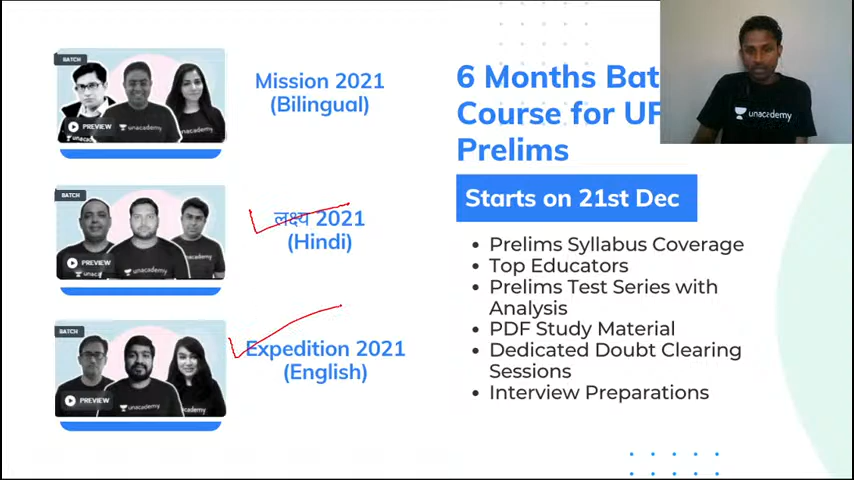 BATCH
PREVIEW
unacademy
unacademy
Mission 2021
(Bilingual)
BATCH
PREVIEW
unacademy
लक्ष्य 2021
(Hindi)
BATCH
PREVIEW
unacademy
Expedition 2021
(English)
6 Months Bat
Course for UP
Prelims
Starts on 21st Dec
• Prelims Syllabus Coverage
• Top Educators
• Prelims Test Series with
Analysis
• PDF Study Material
• Dedicated Doubt Clearing
Sessions
• Interview Preparations
unacademy